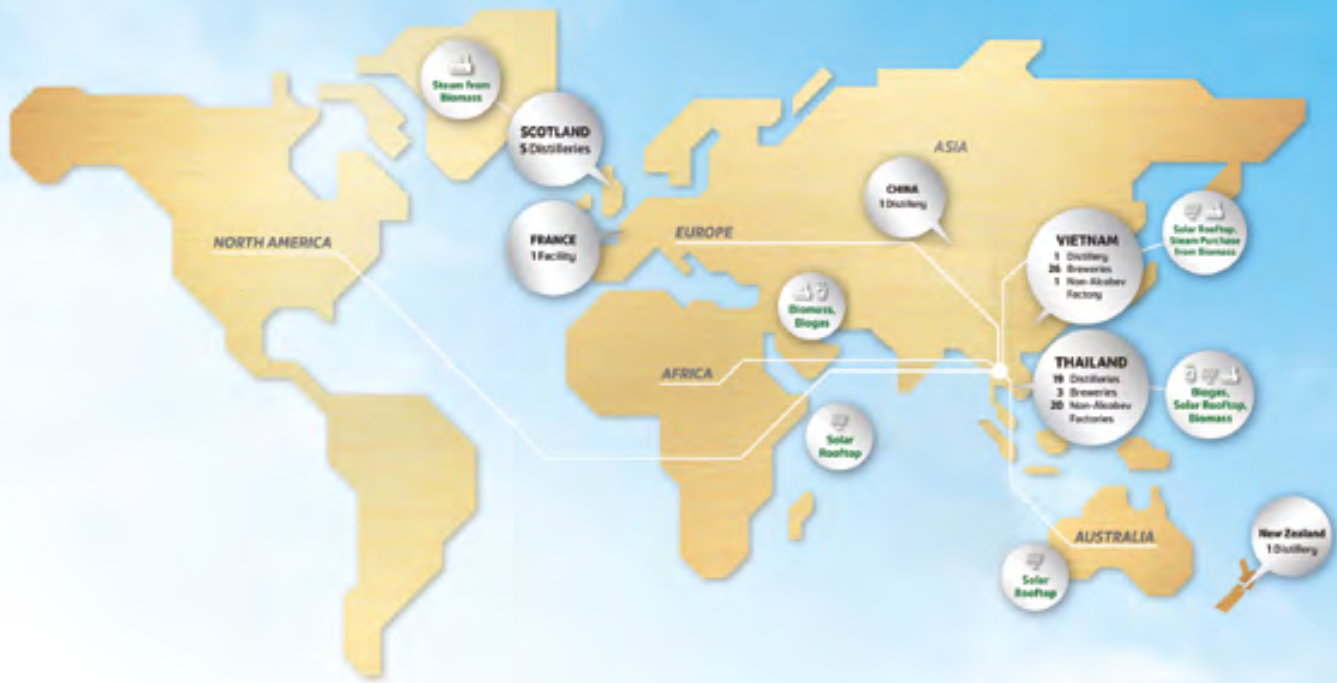 Steam from
Biomass
SCOTLAND
5 Distilleries
ASIA
CHINA
1 Distillery
NORTH AMERICA
FRANCE
1 Facility
EUROPE
VIETNAM
1 Distillery
26 Breweries
1 Non-Alcobev
Factory
Solar Rooftop,
Steam Purchase
from Biomass
Biomass,
Biogas
AFRICA
THAILAND
19 Distilleries
3 Breweries
20 Non-Alcobev
Factories
Biogas,
Solar Rooftop,
Biomass
Solar
Rooftop
AUSTRALIA
New Zealand
1 Distillery
Solar
Rooftop